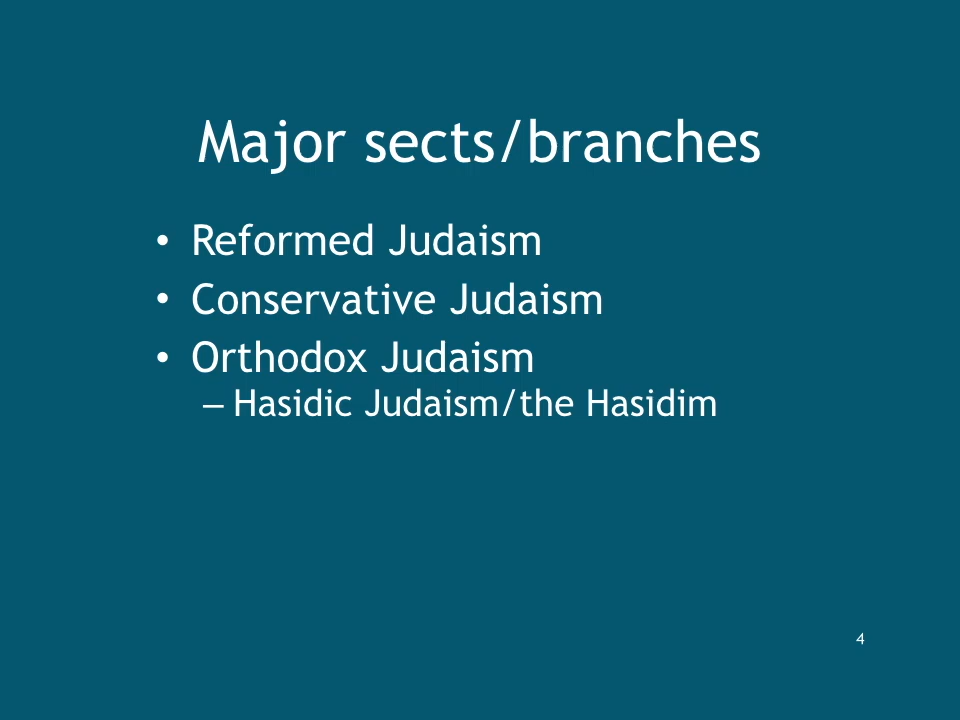 Major sects/branches
• Reformed Judaism
• Conservative Judaism
• Orthodox Judaism
– Hasidic Judaism/the Hasidim
4